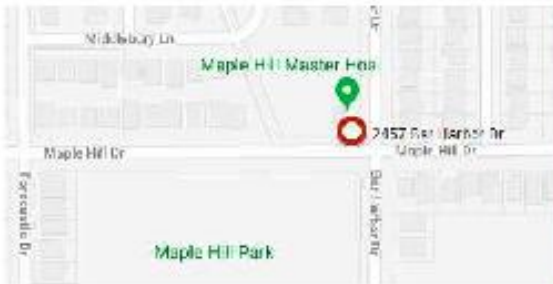 Middlebury Ln
Maple Hill Master Hoa
2457 Bar Harbor Dr
Maple Hill Dr
Maple Hill Dr
Bar Harbor Dr
Maple Hill Park